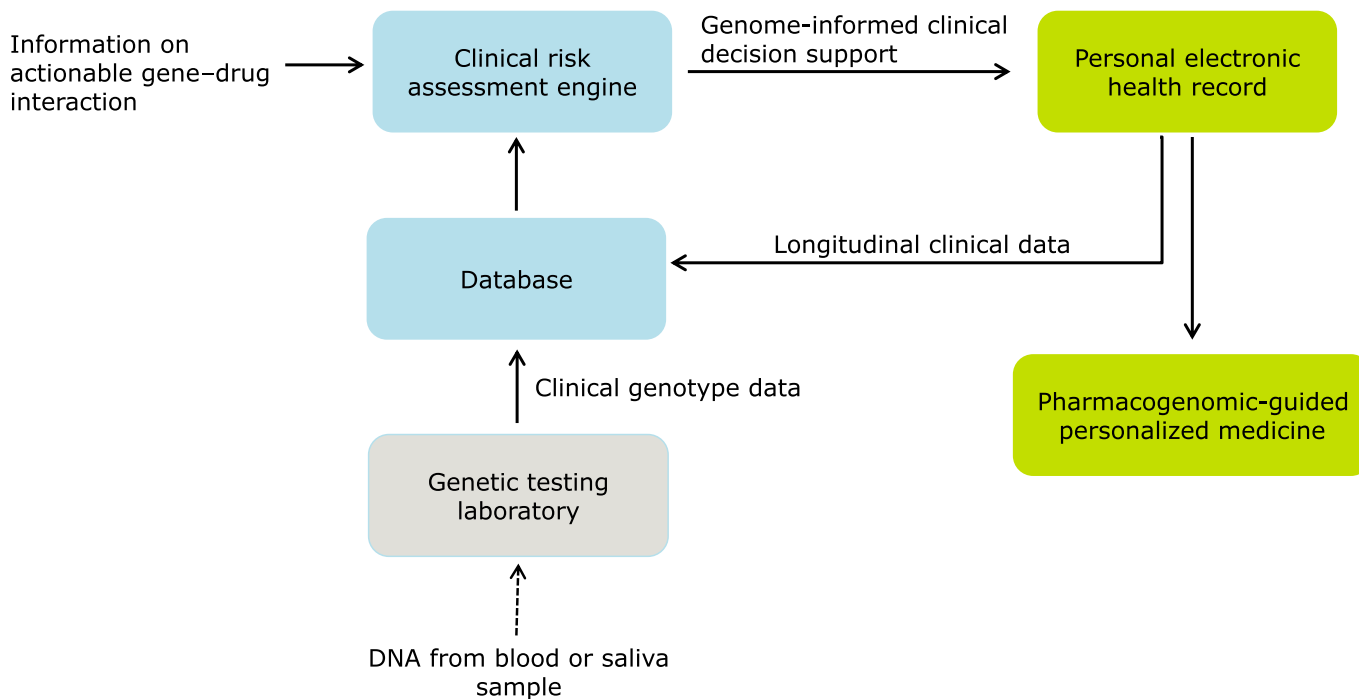 Information on
actionable gene–drug
interaction
Clinical risk
assessment engine
Genome-informed clinical
decision support
Personal electronic
health record
Database
Longitudinal clinical data
Clinical genotype data
Pharmacogenomic-guided
personalized medicine
Genetic testing
laboratory
DNA from blood or saliva
sample